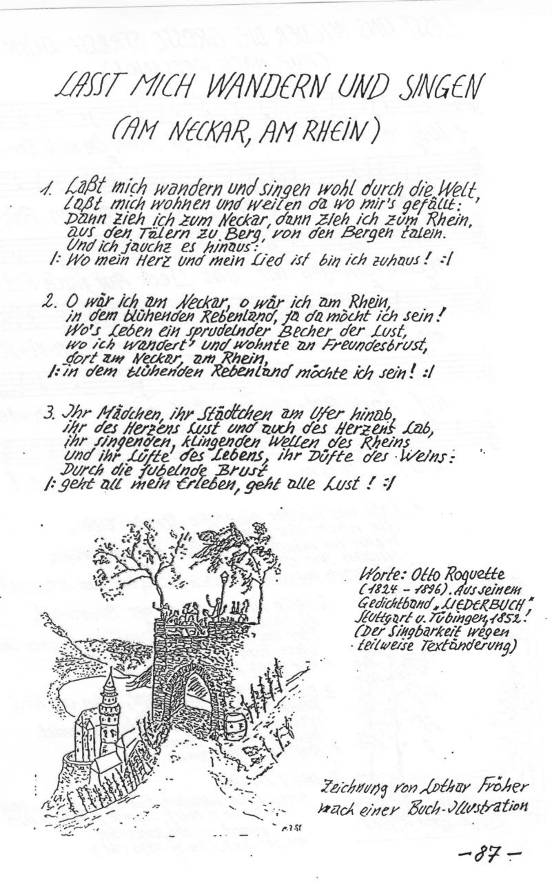 LASST MICH WANDERN UND SINGEN
(AM NECKAR, AM RHEIN)
1. Laßt mich wandern und singen wohl durch die Welt,
laßt mich wohnen und weilen da wo mir's gefällt:
Dann zieh ich zum Neckar, dann zieh ich zum Rhein,
aus den Tälern zu Berg, von den Bergen talein.
Und ich jauchz es hinaus:
/: Wo mein Herz und mein Lied ist bin ich zuhaus! :/
2. O wär ich am Neckar, o wär ich am Rhein,
in dem blühenden Rebenland, ja da möcht ich sein!
Wo's Leben ein sprudelnder Becher der Lust,
wo ich wandert' und wohnte an Freundesbrust,
dort am Neckar, am Rhein,
/: in dem blühenden Rebenland möchte ich sein! :/
3. Ihr Mädchen, ihr Städtchen am Ufer hinab,
ihr des Herzens Lust und auch des Herzens Lab,
ihr singenden, klingenden Wellen des Rheins
und ihr Lüfte des Lebens, ihr Düfte des Weins:
Durch die jubelnde Brust
/: geht all mein Erleben, geht alle Lust! :/
Worte: Otto Roquette
(1824 - 1896). Aus seinem
Gedichtband „LIEDERBUCH",
Stuttgart u. Tübingen, 1852!
(Der Singbarkeit wegen
teilweise Textänderung)
Zeichnung von Lothar Fröher
nach einer Buch-Illustration
-87-